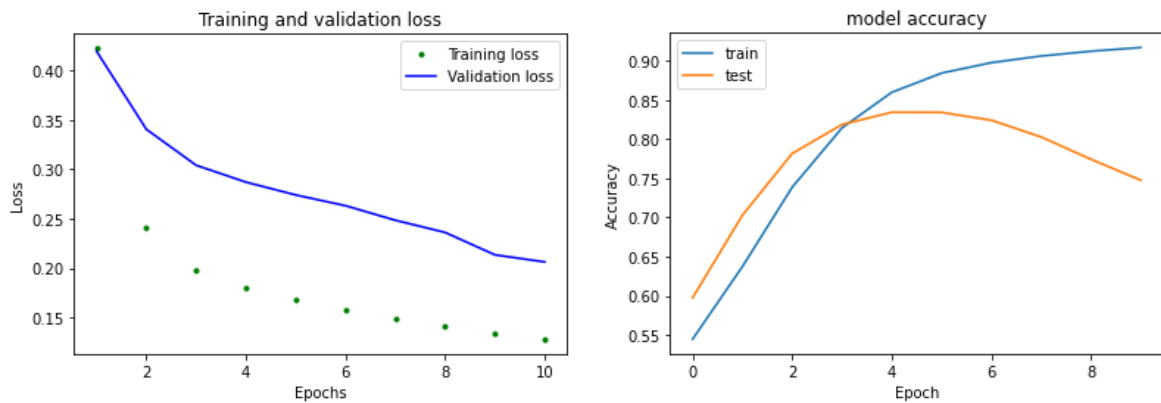 Training and validation loss
Training loss
Validation loss
0.40
0.35
0.30
0.25
0.20
0.15
Loss
2 4 6 8 10
Epochs
model accuracy
train
test
0.90
0.85
0.80
0.75
0.70
0.65
0.60
0.55
Accuracy
0 2 4 6 8
Epoch